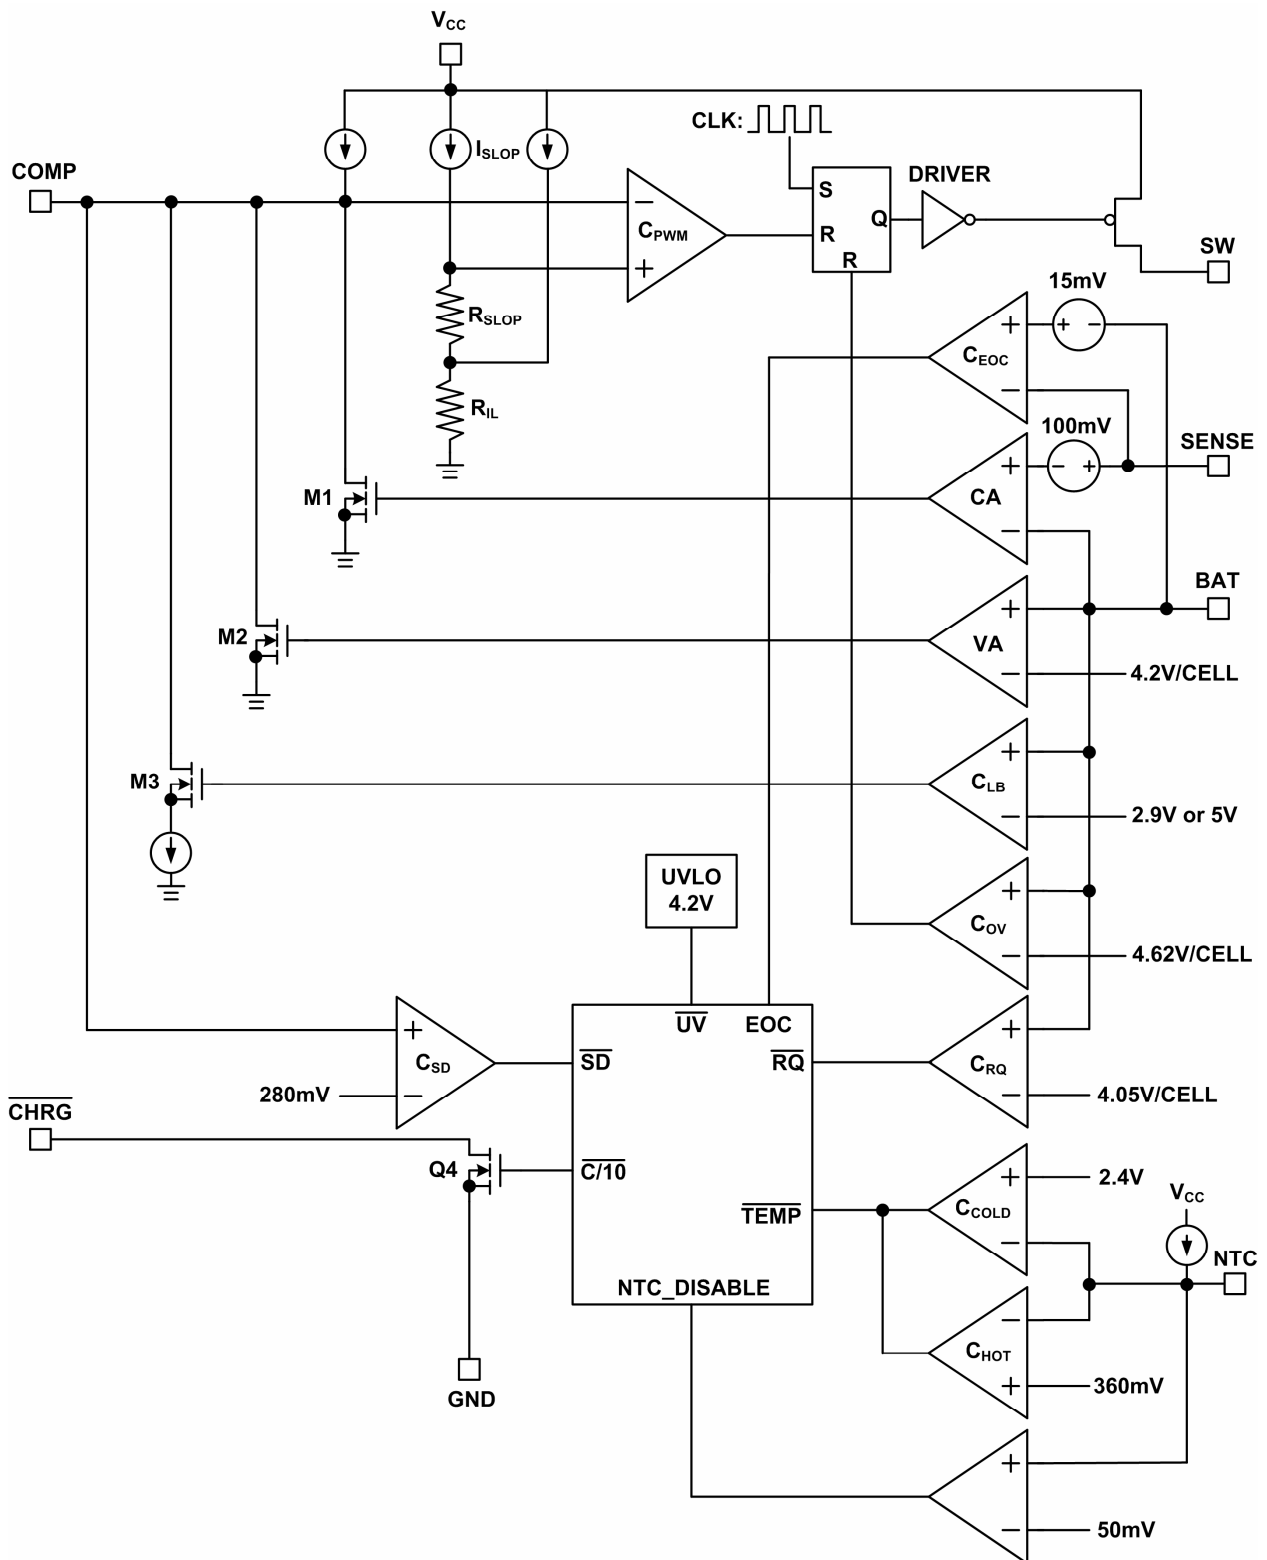 VCC
CLK:
ISLOP
COMP
DRIVER
S
Q
R
R
CPWM
−
+
SW
15mV
+
+ −
CEOC
−
RSLOP
RIL
100mV
SENSE
+
− +
CA
−
M1
BAT
+
VA
−
4.2V/CELL
M2
+
CLB
−
2.9V or 5V
M3
UVLO
4.2V
+
COV
−
4.62V/CELL
UV
EOC
+
CSD
−
280mV
SD
RQ
+
CRQ
−
4.05V/CELL
CHRG
Q4
C/10
TEMP
+
2.4V
CCOLD
−
VCC
NTC
NTC_DISABLE
−
CHOT
+
360mV
GND
+
−
50mV